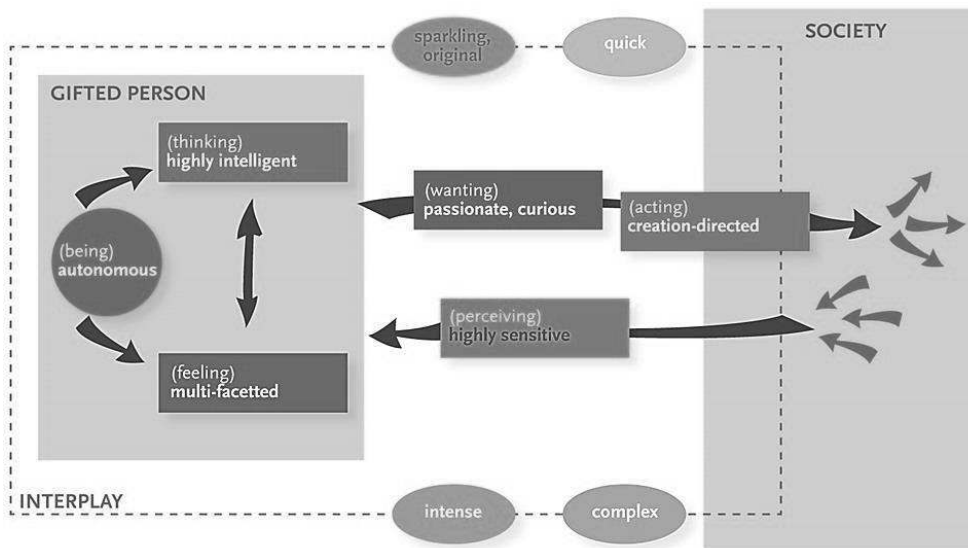 sparkling,
original
quick
SOCIETY
GIFTED PERSON
(thinking)
highly intelligent
(wanting)
passionate, curious
(acting)
creation-directed
(being)
autonomous
(perceiving)
highly sensitive
(feeling)
multi-facetted
INTERPLAY
intense
complex